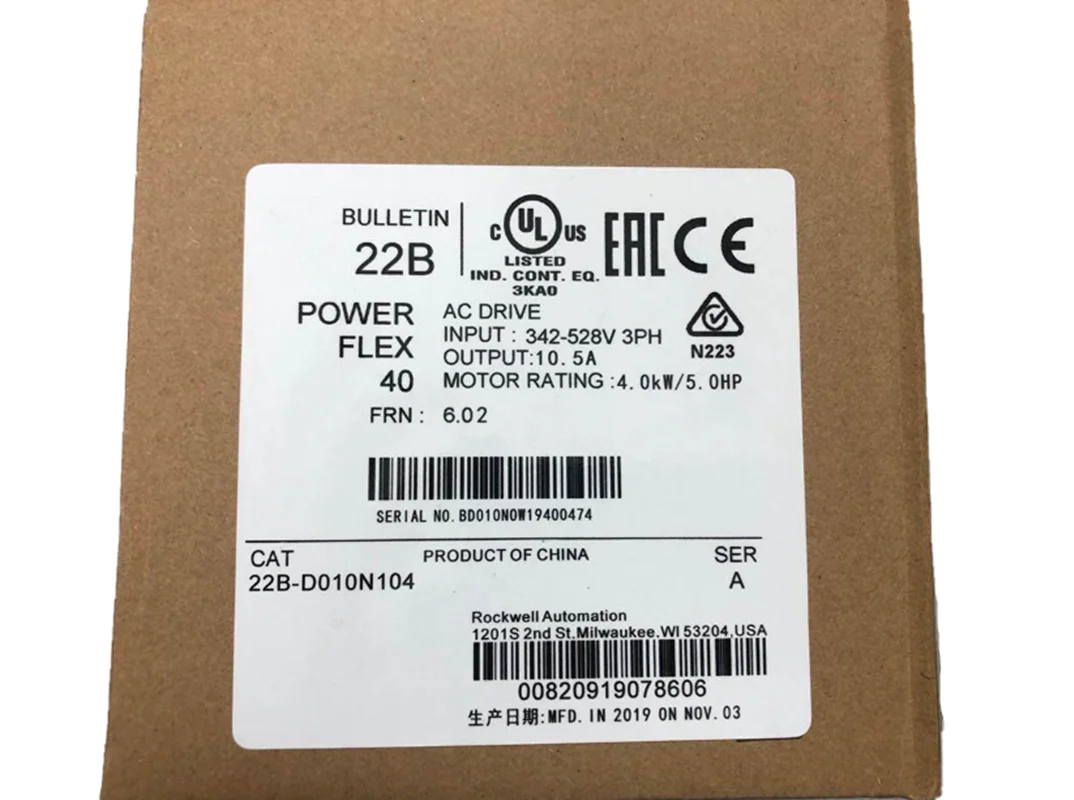 BULLETIN
22B
C UL US
LISTED
IND. CONT. EQ.
3KA0
EAC CE
POWER
FLEX
40
AC DRIVE
INPUT : 342-528V 3PH
OUTPUT:10.5A
MOTOR RATING :4.0kW/5.0HP
N223
FRN : 6.02
SERIAL NO. BD010N0W19400474
CAT
22B-D010N104
PRODUCT OF CHINA
SER
A
Rockwell Automation
1201S 2nd St,Milwaukee,WI 53204,USA
00820919078606
生产日期:MFD. IN 2019 ON NOV. 03